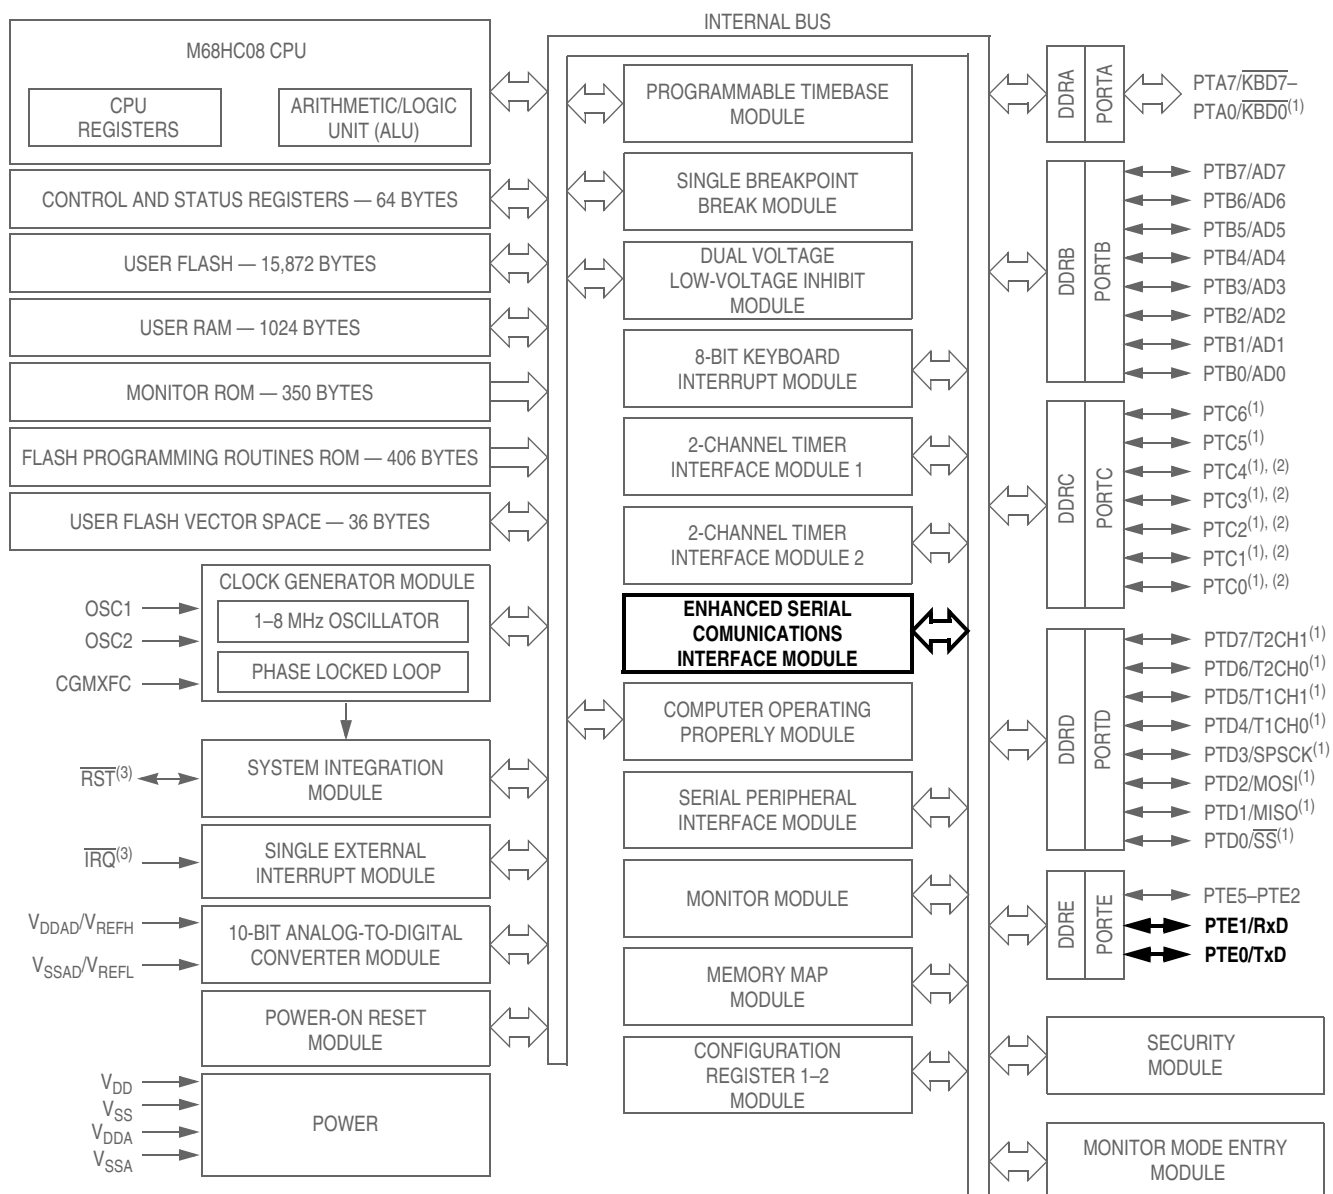 INTERNAL BUS
M68HC08 CPU
CPU
REGISTERS
ARITHMETIC/LOGIC
UNIT (ALU)
CONTROL AND STATUS REGISTERS — 64 BYTES
USER FLASH — 15,872 BYTES
USER RAM — 1024 BYTES
MONITOR ROM — 350 BYTES
FLASH PROGRAMMING ROUTINES ROM — 406 BYTES
USER FLASH VECTOR SPACE — 36 BYTES
CLOCK GENERATOR MODULE
1–8 MHz OSCILLATOR
PHASE LOCKED LOOP
OSC1
OSC2
CGMXFC
SYSTEM INTEGRATION
MODULE
RST(3)
SINGLE EXTERNAL
INTERRUPT MODULE
IRQ(3)
10-BIT ANALOG-TO-DIGITAL
CONVERTER MODULE
VDDAD/VREFH
VSSAD/VREFL
POWER-ON RESET
MODULE
POWER
VDD
VSS
VDDA
VSSA
PROGRAMMABLE TIMEBASE
MODULE
SINGLE BREAKPOINT
BREAK MODULE
DUAL VOLTAGE
LOW-VOLTAGE INHIBIT
MODULE
8-BIT KEYBOARD
INTERRUPT MODULE
2-CHANNEL TIMER
INTERFACE MODULE 1
2-CHANNEL TIMER
INTERFACE MODULE 2
ENHANCED SERIAL
COMUNICATIONS
INTERFACE MODULE
COMPUTER OPERATING
PROPERLY MODULE
SERIAL PERIPHERAL
INTERFACE MODULE
MONITOR MODULE
MEMORY MAP
MODULE
CONFIGURATION
REGISTER 1–2
MODULE
DDRA
PORTA
PTA7/KBD7–
PTA0/KBD0(1)
DDRB
PORTB
PTB7/AD7
PTB6/AD6
PTB5/AD5
PTB4/AD4
PTB3/AD3
PTB2/AD2
PTB1/AD1
PTB0/AD0
DDRC
PORTC
PTC6(1)
PTC5(1)
PTC4(1), (2)
PTC3(1), (2)
PTC2(1), (2)
PTC1(1), (2)
PTC0(1), (2)
DDRD
PORTD
PTD7/T2CH1(1)
PTD6/T2CH0(1)
PTD5/T1CH1(1)
PTD4/T1CH0(1)
PTD3/SPSCK(1)
PTD2/MOSI(1)
PTD1/MISO(1)
PTD0/SS(1)
DDRE
PORTE
PTE5–PTE2
PTE1/RxD
PTE0/TxD
SECURITY
MODULE
MONITOR MODE ENTRY
MODULE